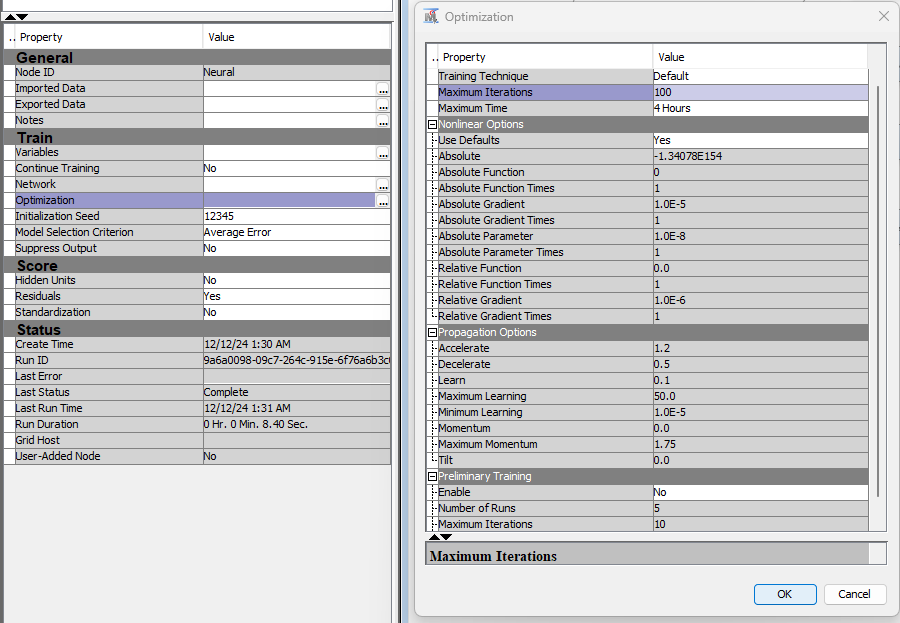 .. Property Value
General
Node ID Neural
Imported Data ...
Exported Data ...
Notes ...
Train
Variables ...
Continue Training No
Network ...
Optimization ...
Initialization Seed 12345
Model Selection Criterion Average Error
Suppress Output No
Score
Hidden Units No
Residuals Yes
Standardization No
Status
Create Time 12/12/24 1:30 AM
Run ID 9a6a0098-09c7-264c-915e-6f76a6b3c
Last Error
Last Status Complete
Last Run Time 12/12/24 1:31 AM
Run Duration 0 Hr. 0 Min. 8.40 Sec.
Grid Host
User-Added Node No
Optimization
.. Property Value
Training Technique Default
Maximum Iterations 100
Maximum Time 4 Hours
Nonlinear Options
Use Defaults Yes
Absolute -1.34078E154
Absolute Function 0
Absolute Function Times 1
Absolute Gradient 1.0E-5
Absolute Gradient Times 1
Absolute Parameter 1.0E-8
Absolute Parameter Times 1
Relative Function 0.0
Relative Function Times 1
Relative Gradient 1.0E-6
Relative Gradient Times 1
Propagation Options
Accelerate 1.2
Decelerate 0.5
Learn 0.1
Maximum Learning 50.0
Minimum Learning 1.0E-5
Momentum 0.0
Maximum Momentum 1.75
Tilt 0.0
Preliminary Training
Enable No
Number of Runs 5
Maximum Iterations 10
Maximum Iterations
OK Cancel